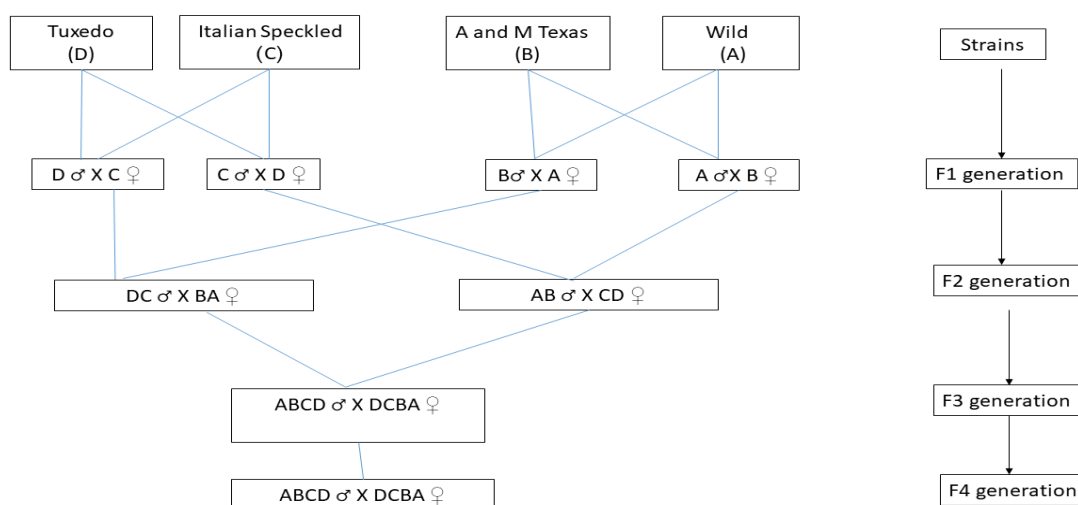 Tuxedo
(D)
Italian Speckled
(C)
A and M Texas
(B)
Wild
(A)
Strains
D ♂ X C ♀
C ♂ X D ♀
B♂ X A ♀
A ♂X B ♀
F1 generation
DC ♂ X BA ♀
AB ♂ X CD ♀
F2 generation
ABCD ♂ X DCBA ♀
F3 generation
ABCD ♂ X DCBA ♀
F4 generation